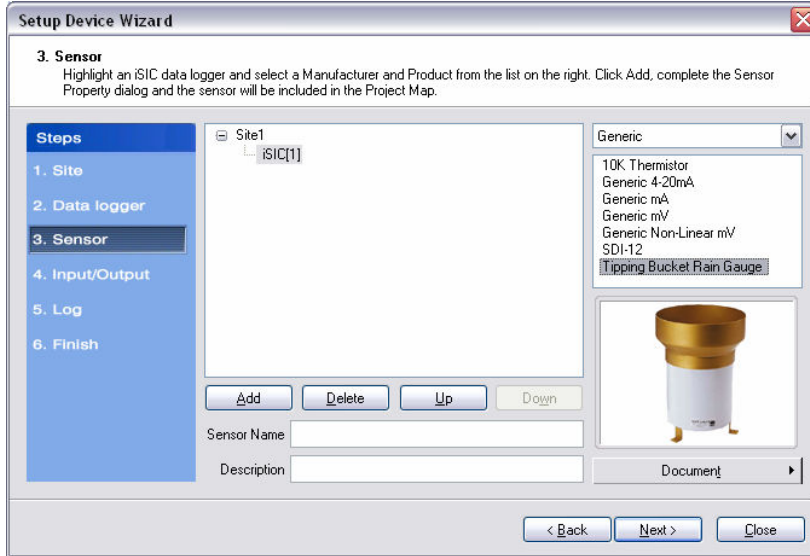 Setup Device Wizard
3. Sensor
Highlight an iSIC data logger and select a Manufacturer and Product from the list on the right. Click Add, complete the Sensor
Property dialog and the sensor will be included in the Project Map.
Steps
1. Site
2. Data logger
3. Sensor
4. Input/Output
5. Log
6. Finish
Site1
iSIC[1]
Add
Delete
Up
Down
Sensor Name
Description
Generic
10K Thermistor
Generic 4-20mA
Generic mA
Generic mV
Generic Non-Linear mV
SDI-12
Tipping Bucket Rain Gauge
Document
< Back
Next >
Close